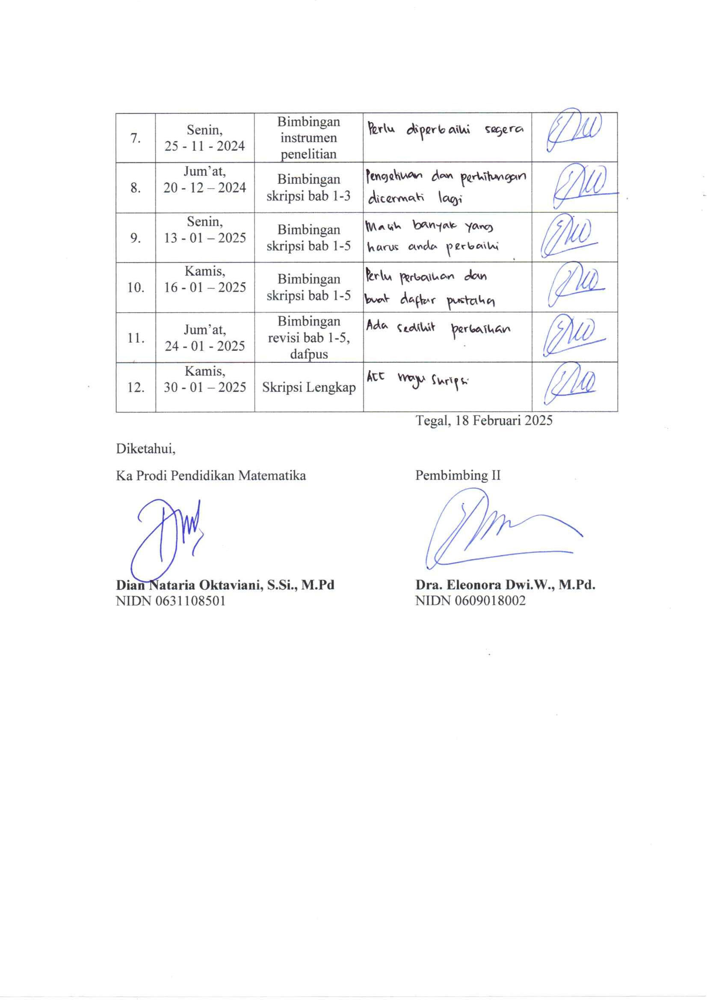 7.
Senin,
25 - 11 - 2024
Bimbingan
instrumen
penelitian
Perlu diperbaiki segera
8.
Jum’at,
20 - 12 – 2024
Bimbingan
skripsi bab 1-3
Pengetikan dan perhitungan
dicermati lagi
9.
Senin,
13 - 01 – 2025
Bimbingan
skripsi bab 1-5
Masih banyak yang
harus anda perbaiki
10.
Kamis,
16 - 01 – 2025
Bimbingan
skripsi bab 1-5
Perlu perbaikan dan
buat daftar pustaka
11.
Jum’at,
24 - 01 - 2025
Bimbingan
revisi bab 1-5,
dafpus
Ada sedikit perbaikan
12.
Kamis,
30 - 01 – 2025
Skripsi Lengkap
Acc maju skripsi
Tegal, 18 Februari 2025
Diketahui,
Ka Prodi Pendidikan Matematika
Pembimbing II
Dian Nataria Oktaviani, S.Si., M.Pd
Dra. Eleonora Dwi.W., M.Pd.
NIDN 0631108501
NIDN 0609018002